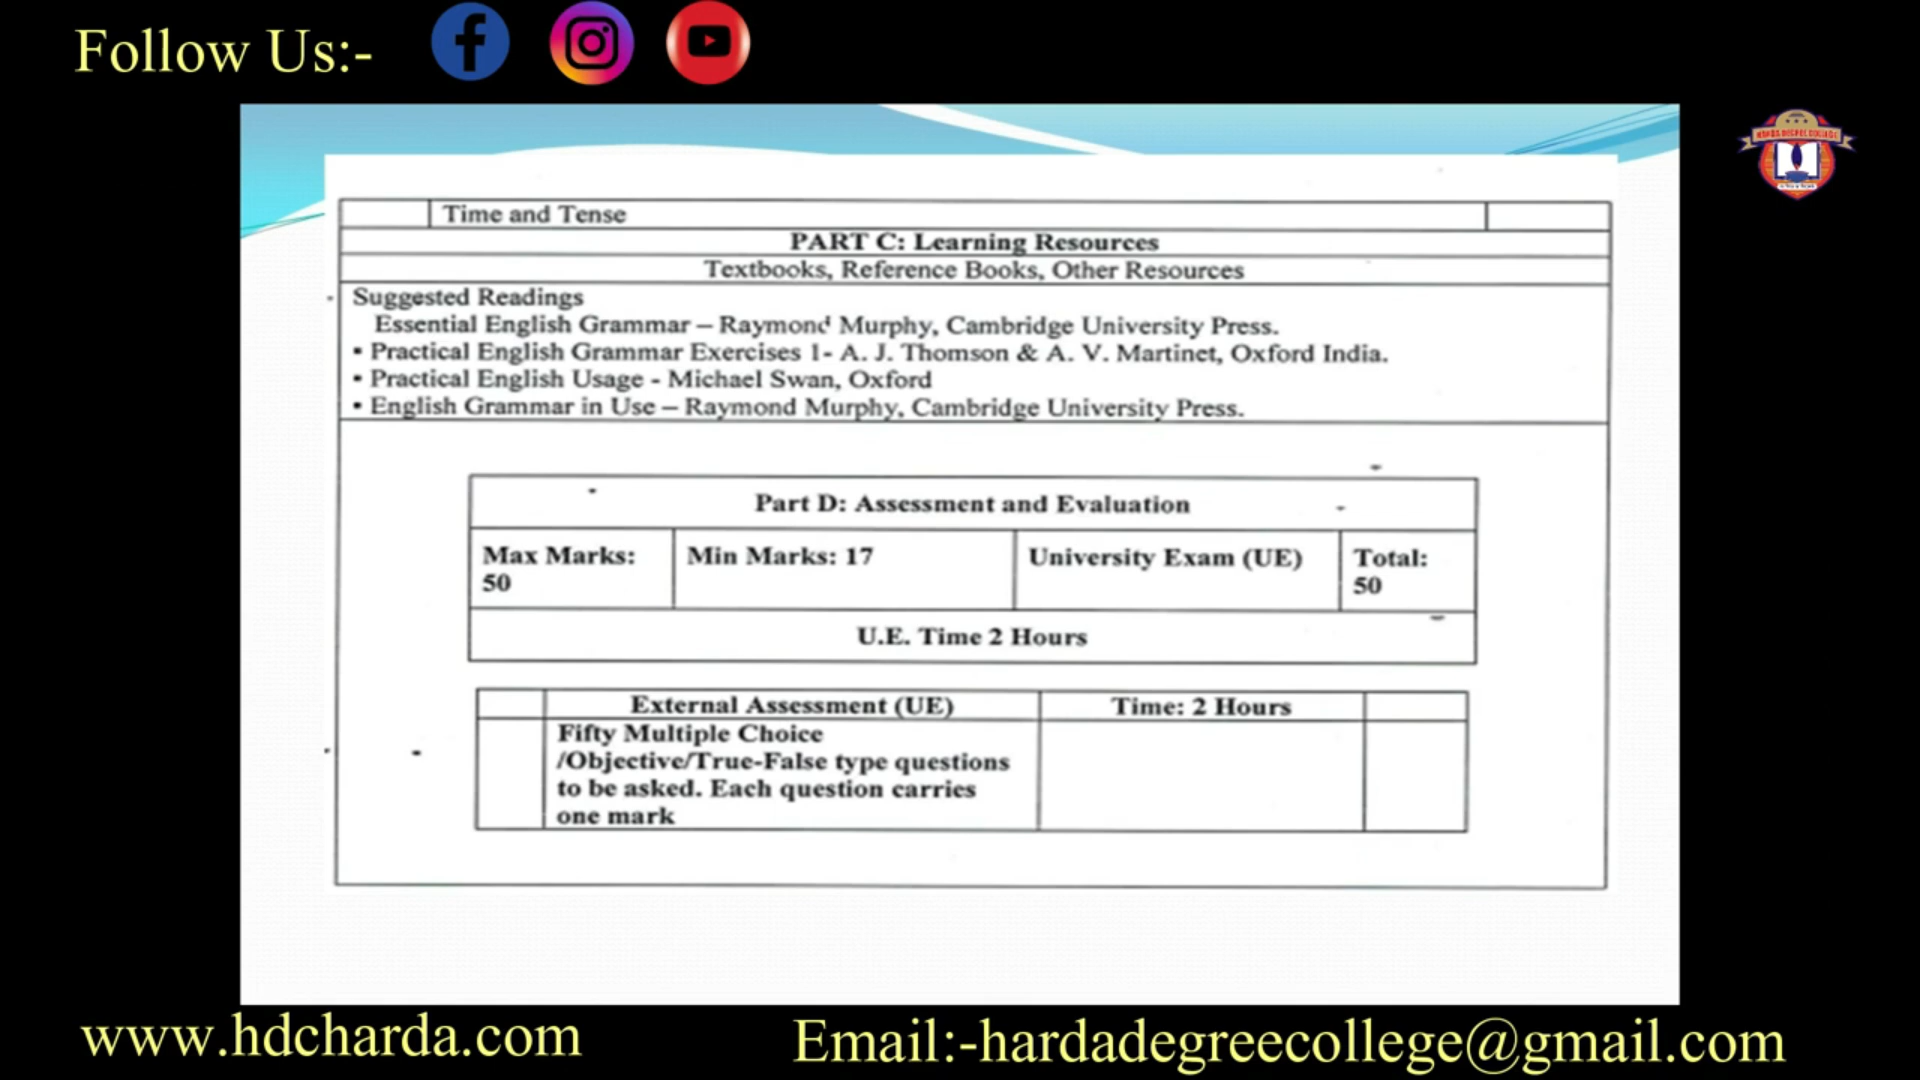 Follow Us:-
HARDA DEGREE COLLEGE
Time and Tense
PART C: Learning Resources
Textbooks, Reference Books, Other Resources
Suggested Readings
Essential English Grammar – Raymond Murphy, Cambridge University Press.
▪ Practical English Grammar Exercises 1- A. J. Thomson & A. V. Martinet, Oxford India.
▪ Practical English Usage - Michael Swan, Oxford
▪ English Grammar in Use – Raymond Murphy, Cambridge University Press.
Part D: Assessment and Evaluation
Max Marks: 50
Min Marks: 17
University Exam (UE)
Total: 50
U.E. Time 2 Hours
External Assessment (UE)
Time: 2 Hours
Fifty Multiple Choice
/Objective/True-False type questions
to be asked. Each question carries
one mark
www.hdcharda.com
Email:-hardadegreecollege@gmail.com